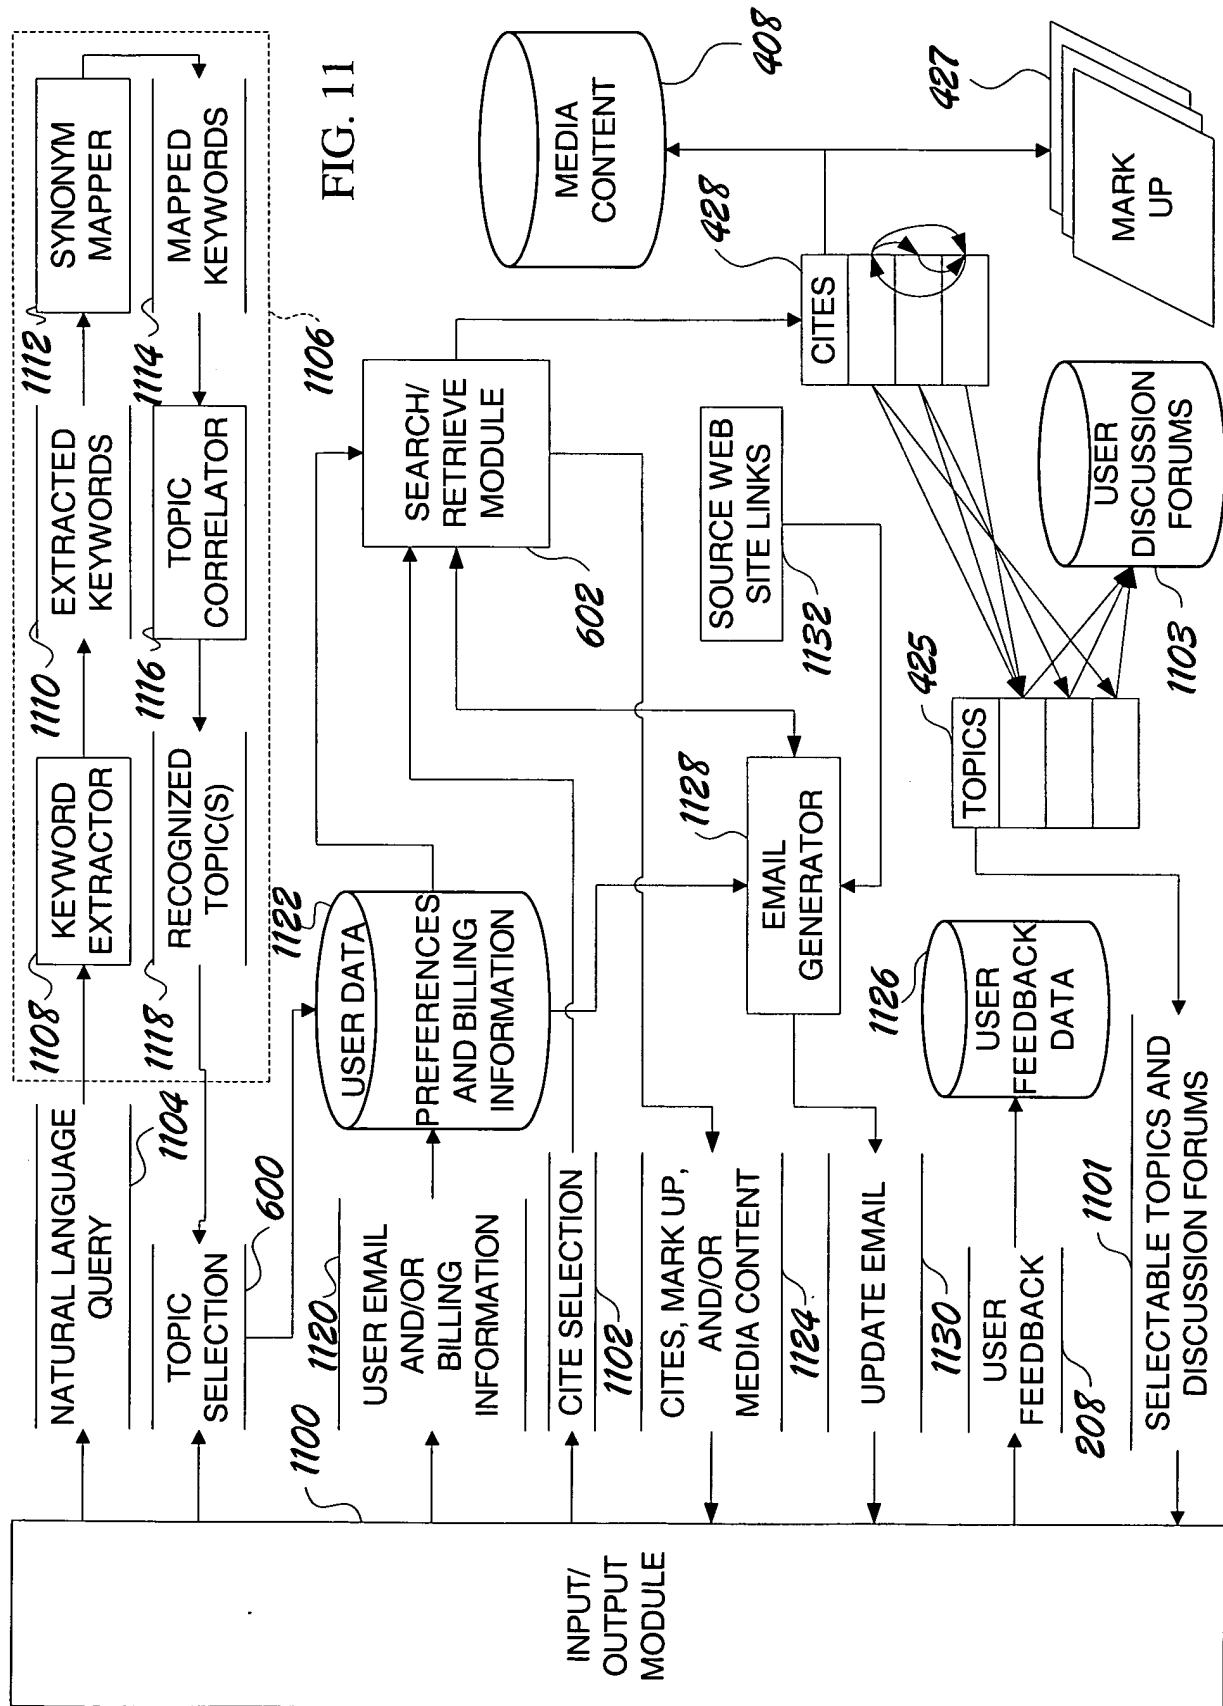 FIG. 11
INPUT/
OUTPUT
MODULE
1100
NATURAL LANGUAGE
QUERY
1104
KEYWORD
EXTRACTOR
1108
EXTRACTED
KEYWORDS
1110
SYNONYM
MAPPER
1112
MAPPED
KEYWORDS
1114
TOPIC
CORRELATOR
1116
RECOGNIZED
TOPIC(S)
1118
1106
TOPIC
SELECTION
600
USER EMAIL
AND/OR
BILLING
INFORMATION
1120
USER DATA
PREFERENCES
AND BILLING
INFORMATION
1122
CITE SELECTION
1102
SEARCH/
RETRIEVE
MODULE
602
CITES, MARK UP,
AND/OR
MEDIA CONTENT
1124
UPDATE EMAIL
1130
EMAIL
GENERATOR
1128
SOURCE WEB
SITE LINKS
1132
MEDIA
CONTENT
408
CITES
428
MARK
UP
427
USER
FEEDBACK
208
USER
FEEDBACK
DATA
1126
TOPICS
425
USER
DISCUSSION
FORUMS
1103
SELECTABLE TOPICS AND
DISCUSSION FORUMS
1101